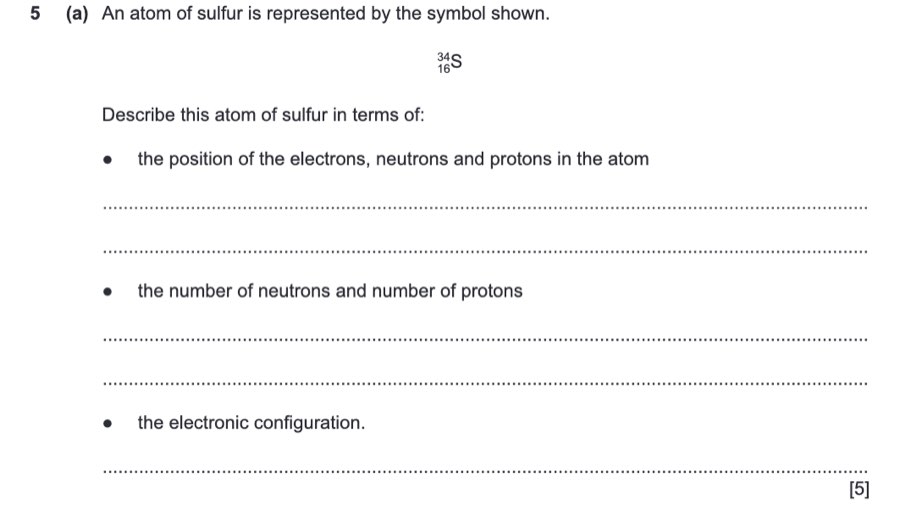 5 (a) An atom of sulfur is represented by the symbol shown.
34
16 S
Describe this atom of sulfur in terms of:
• the position of the electrons, neutrons and protons in the atom
• the number of neutrons and number of protons
• the electronic configuration.
[5]